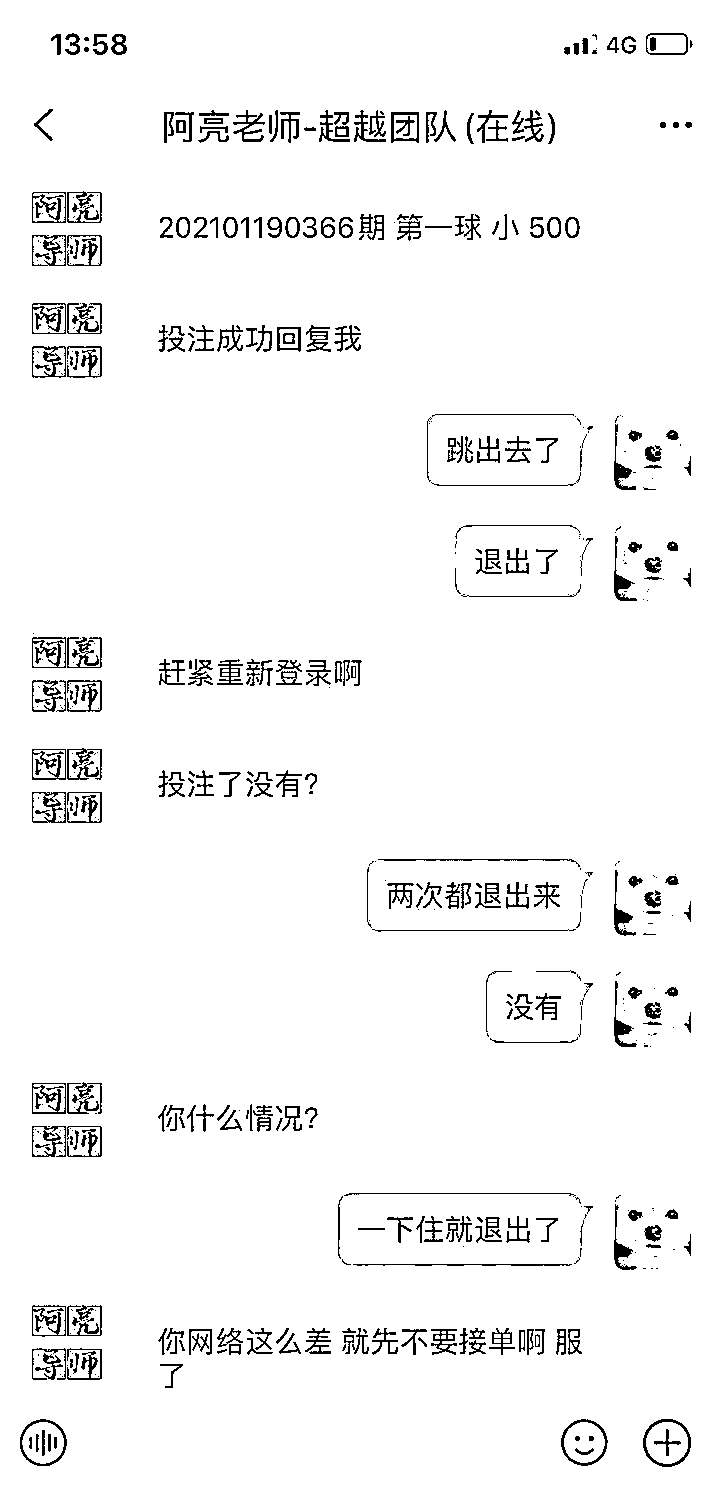 13:58
4G
阿亮老师-超越团队(在线)
阿亮
导师
202101190366期 第一球 小 500
阿亮
导师
投注成功回复我
跳出去了
退出了
阿亮
导师
赶紧重新登录啊
阿亮
导师
投注了没有?
两次都退出来
没有
阿亮
导师
你什么情况?
一下住就退出了
阿亮
导师
你网络这么差 就先不要接单啊 服
了